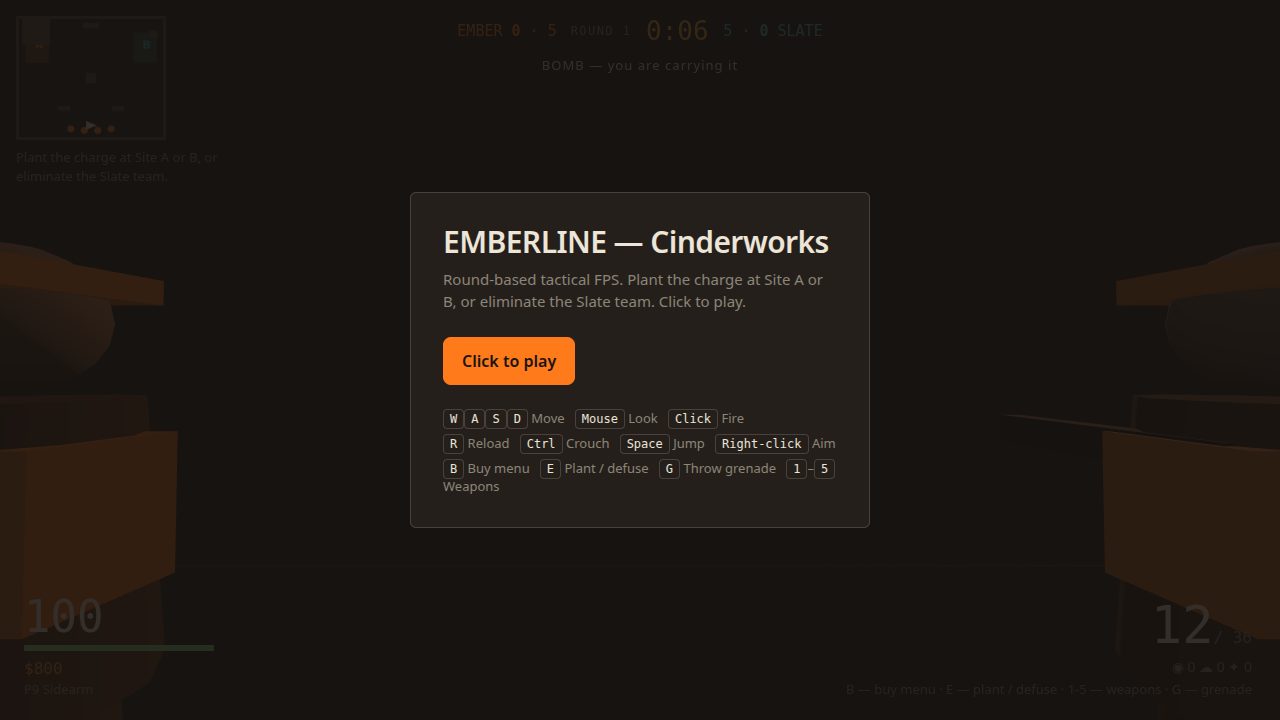 EMBER 0 · 5 ROUND 1 0:06 5 · 0 SLATE
BOMB — you are carrying it
B
Plant the charge at Site A or B, or
eliminate the Slate team.
EMBERLINE — Cinderworks
Round-based tactical FPS. Plant the charge at Site A or
B, or eliminate the Slate team. Click to play.
Click to play
W A S D Move Mouse Look Click Fire
R Reload Ctrl Crouch Space Jump Right-click Aim
B Buy menu E Plant / defuse G Throw grenade 1–5
Weapons
100
$800
P9 Sidearm
12 / 36
◉ 0 ☁ 0 ✦ 0
B — buy menu · E — plant / defuse · 1-5 — weapons · G — grenade